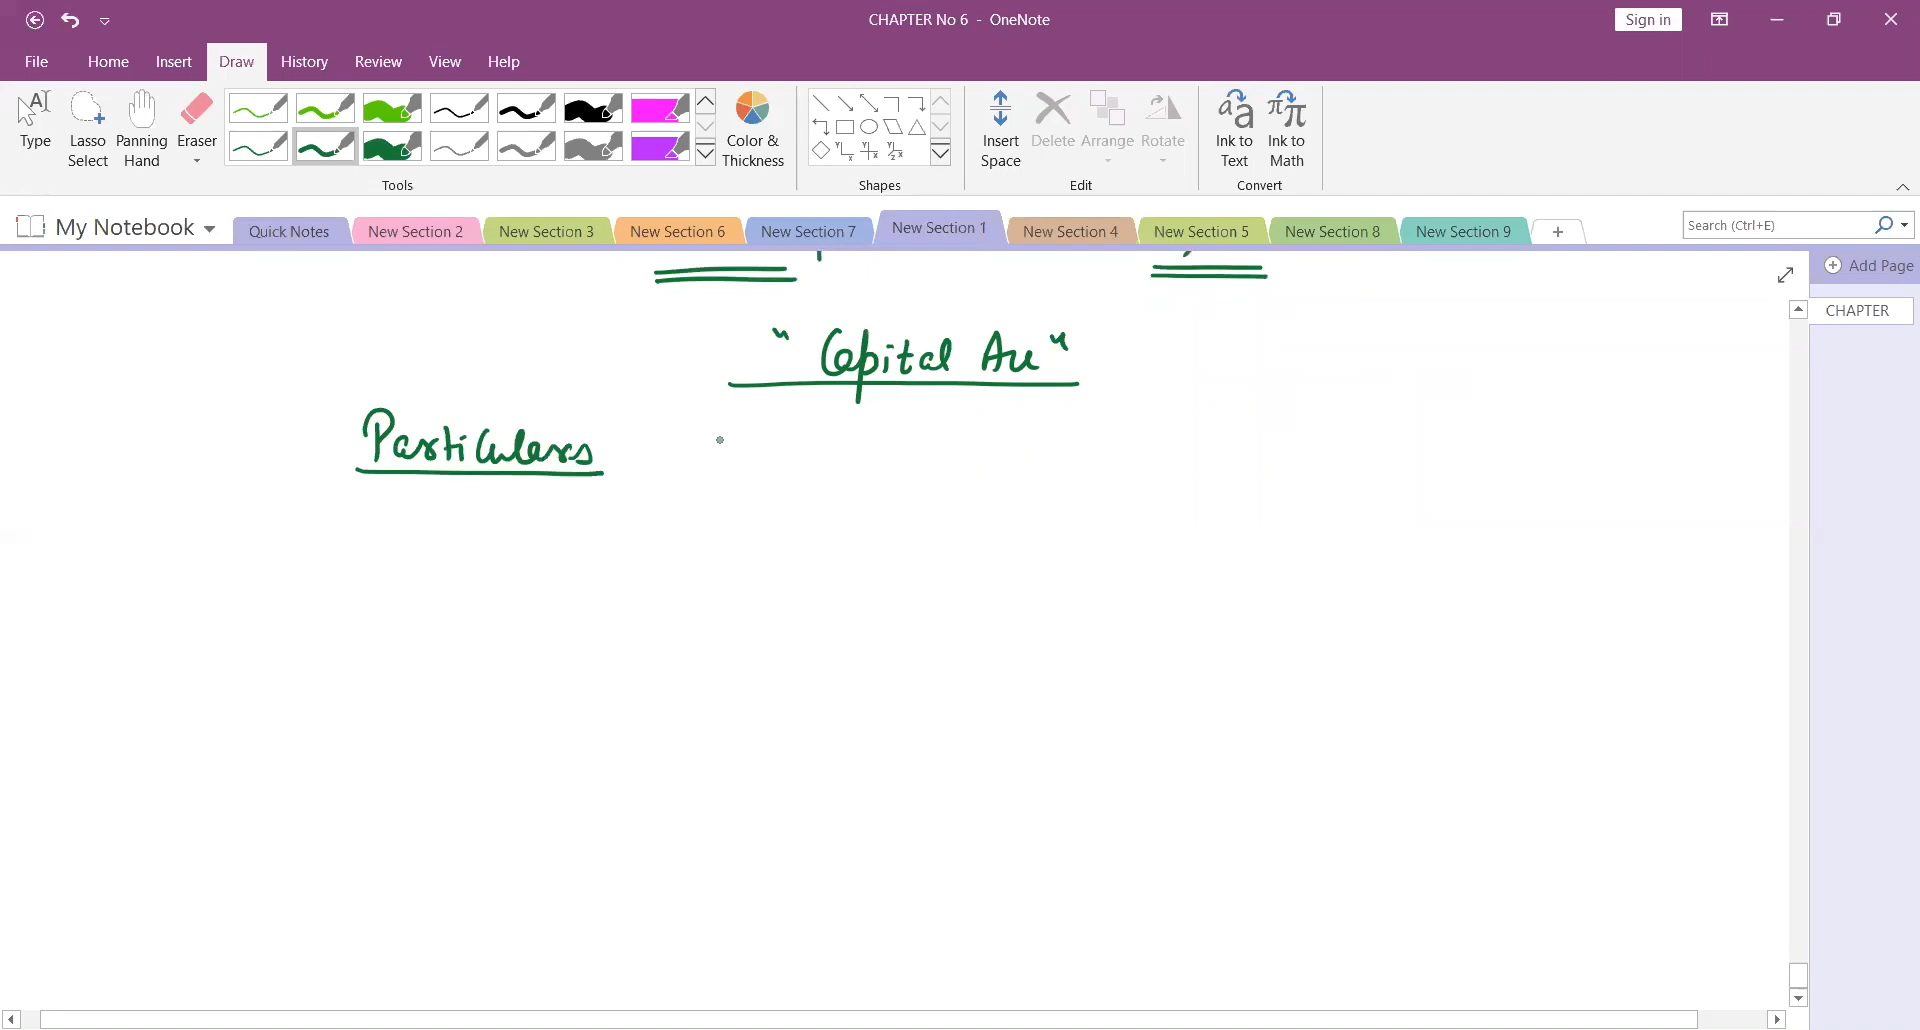 CHAPTER No 6 - OneNote
Sign in
File Home Insert Draw History Review View Help
Type
Lasso Select
Panning Hand
Eraser
Color & Thickness
Insert Space
Delete
Arrange
Rotate
Ink to Text
Ink to Math
Tools
Shapes
Edit
Convert
My Notebook
Quick Notes
New Section 2
New Section 3
New Section 6
New Section 7
New Section 1
New Section 4
New Section 5
New Section 8
New Section 9
Search (Ctrl+E)
Add Page
CHAPTER
" Capital Acc "
Particulars